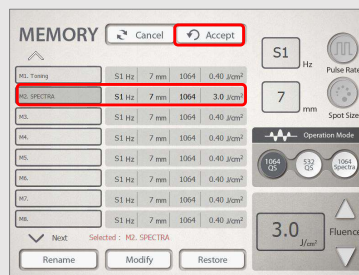 MEMORY
Cancel
Accept
M1. Toning S1 Hz 7 mm 1064 0.40 J/cm²
M2. SPECTRA S1 Hz 7 mm 1064 3.0 J/cm²
M3. S1 Hz 7 mm 1064 0.40 J/cm²
M4. S1 Hz 7 mm 1064 0.40 J/cm²
M5. S1 Hz 7 mm 1064 0.40 J/cm²
M6. S1 Hz 7 mm 1064 0.40 J/cm²
M7. S1 Hz 7 mm 1064 0.40 J/cm²
M8. S1 Hz 7 mm 1064 0.40 J/cm²
Next Selected : M2. SPECTRA
Rename Modify Restore
S1 Hz
Pulse Rate
7 mm
Spot Size
Operation Mode
1064 QS
532 QS
1064 Spectra
3.0 J/cm²
Fluence